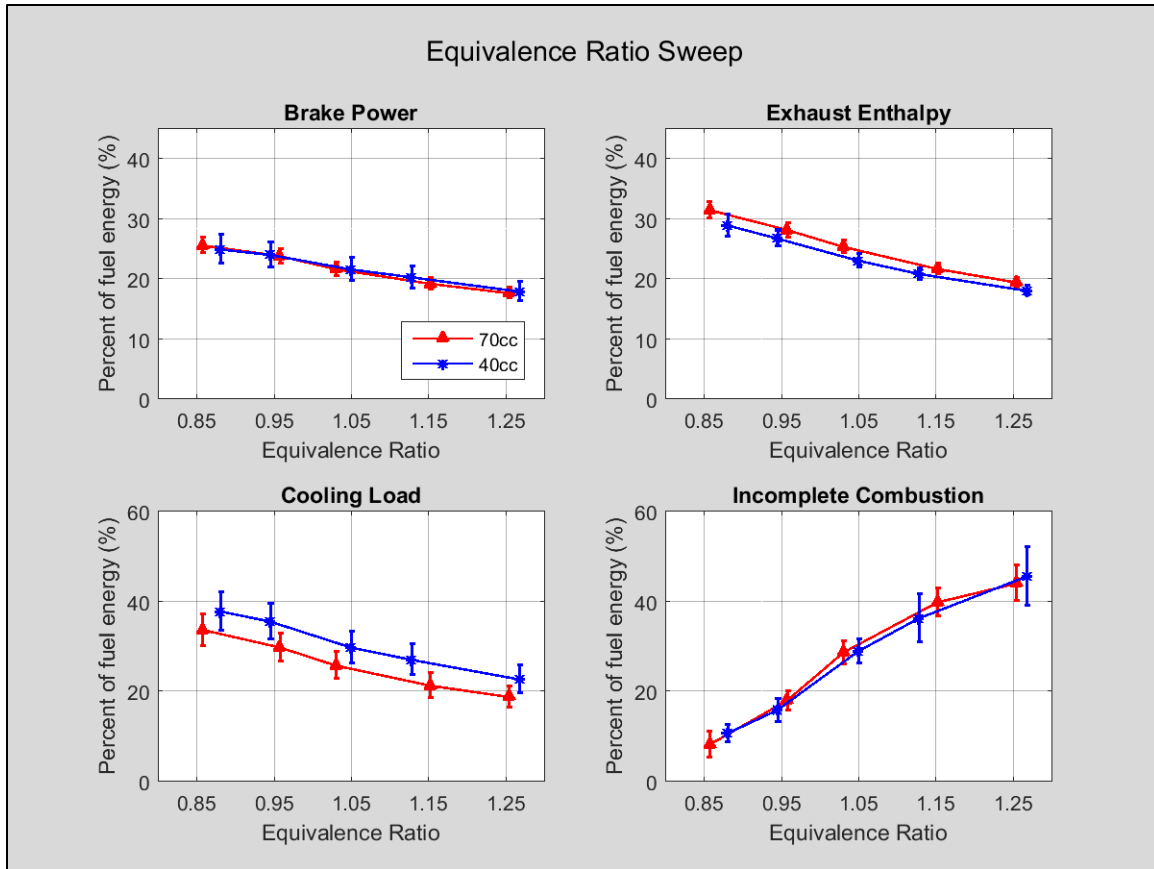 Equivalence Ratio Sweep
Brake Power
Percent of fuel energy (%)
40
30
20
10
0
0.85 0.95 1.05 1.15 1.25
Equivalence Ratio
70cc
40cc
Exhaust Enthalpy
Percent of fuel energy (%)
40
30
20
10
0
0.85 0.95 1.05 1.15 1.25
Equivalence Ratio
Cooling Load
Percent of fuel energy (%)
60
40
20
0
0.85 0.95 1.05 1.15 1.25
Equivalence Ratio
Incomplete Combustion
Percent of fuel energy (%)
60
40
20
0
0.85 0.95 1.05 1.15 1.25
Equivalence Ratio